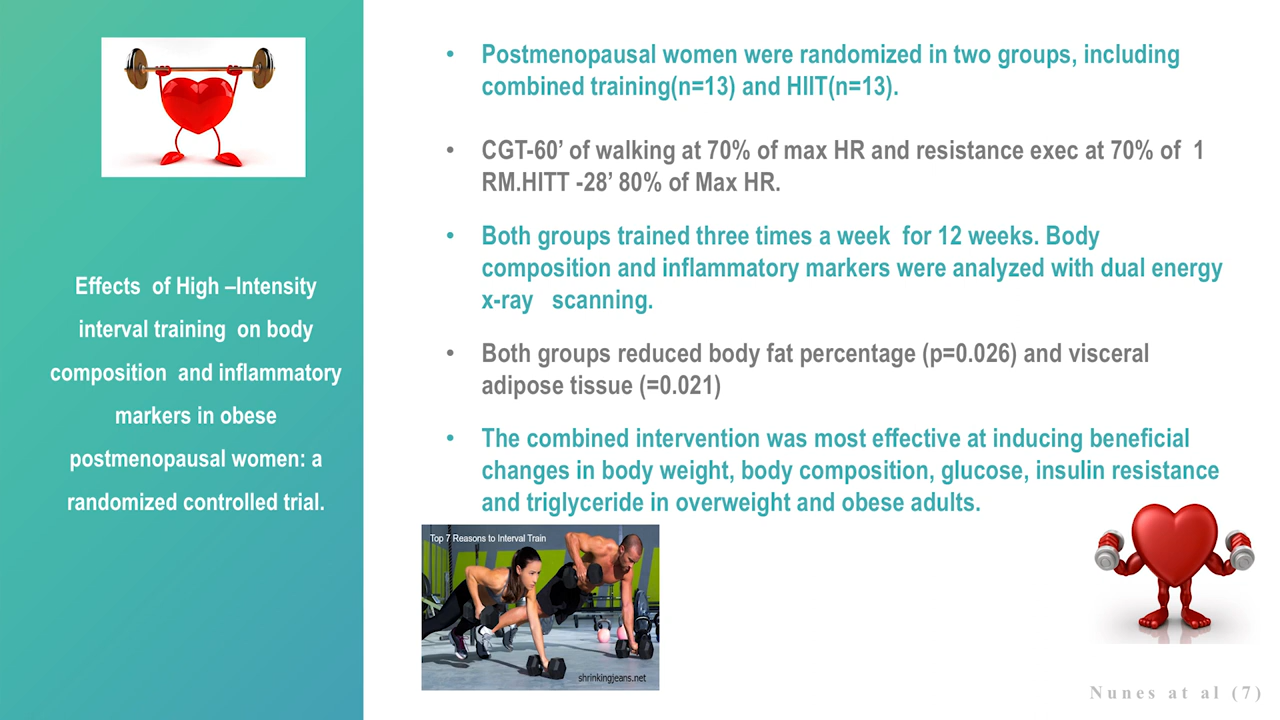 Effects of High –Intensity
interval training on body
composition and inflammatory
markers in obese
postmenopausal women: a
randomized controlled trial.
• Postmenopausal women were randomized in two groups, including
combined training(n=13) and HIIT(n=13).
• CGT-60’ of walking at 70% of max HR and resistance exec at 70% of 1
RM.HITT -28’ 80% of Max HR.
• Both groups trained three times a week for 12 weeks. Body
composition and inflammatory markers were analyzed with dual energy
x-ray scanning.
• Both groups reduced body fat percentage (p=0.026) and visceral
adipose tissue (=0.021)
• The combined intervention was most effective at inducing beneficial
changes in body weight, body composition, glucose, insulin resistance
and triglyceride in overweight and obese adults.
Top 7 Reasons to Interval Train
shrinkingjeans.net
Nunes at al (7)